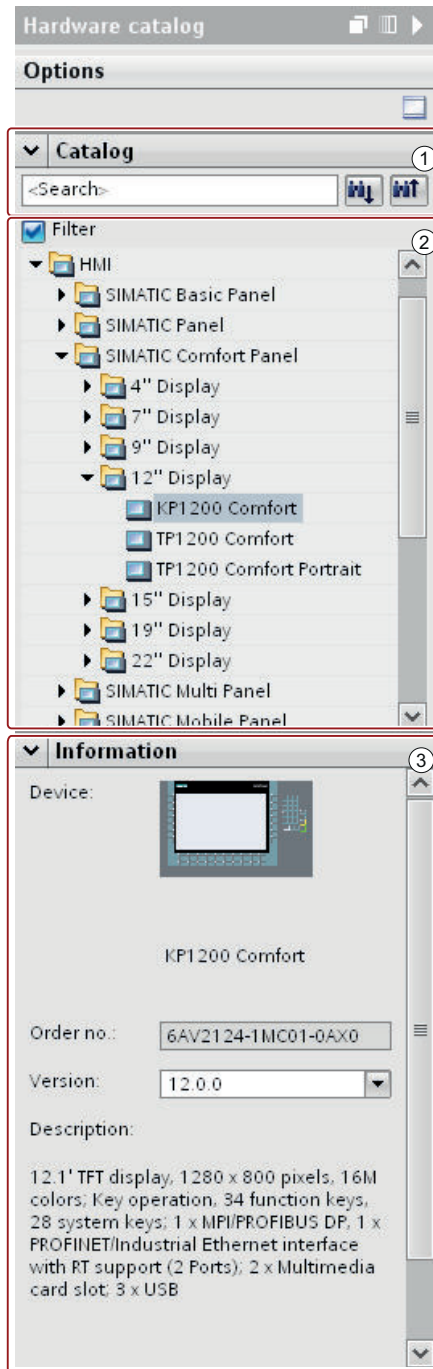 Hardware catalog
Options
Catalog
1
<Search>
Filter
2
HMI
SIMATIC Basic Panel
SIMATIC Panel
SIMATIC Comfort Panel
4'' Display
7'' Display
9'' Display
12'' Display
KP1200 Comfort
TP1200 Comfort
TP1200 Comfort Portrait
15'' Display
19'' Display
22'' Display
SIMATIC Multi Panel
SIMATIC Mobile Panel
Information
3
Device:
KP1200 Comfort
Order no.: 6AV2124-1MC01-0AX0
Version: 12.0.0
Description:
12.1' TFT display, 1280 x 800 pixels, 16M
colors; Key operation, 34 function keys,
28 system keys; 1 x MPI/PROFIBUS DP, 1 x
PROFINET/Industrial Ethernet interface
with RT support (2 Ports); 2 x Multimedia
card slot; 3 x USB